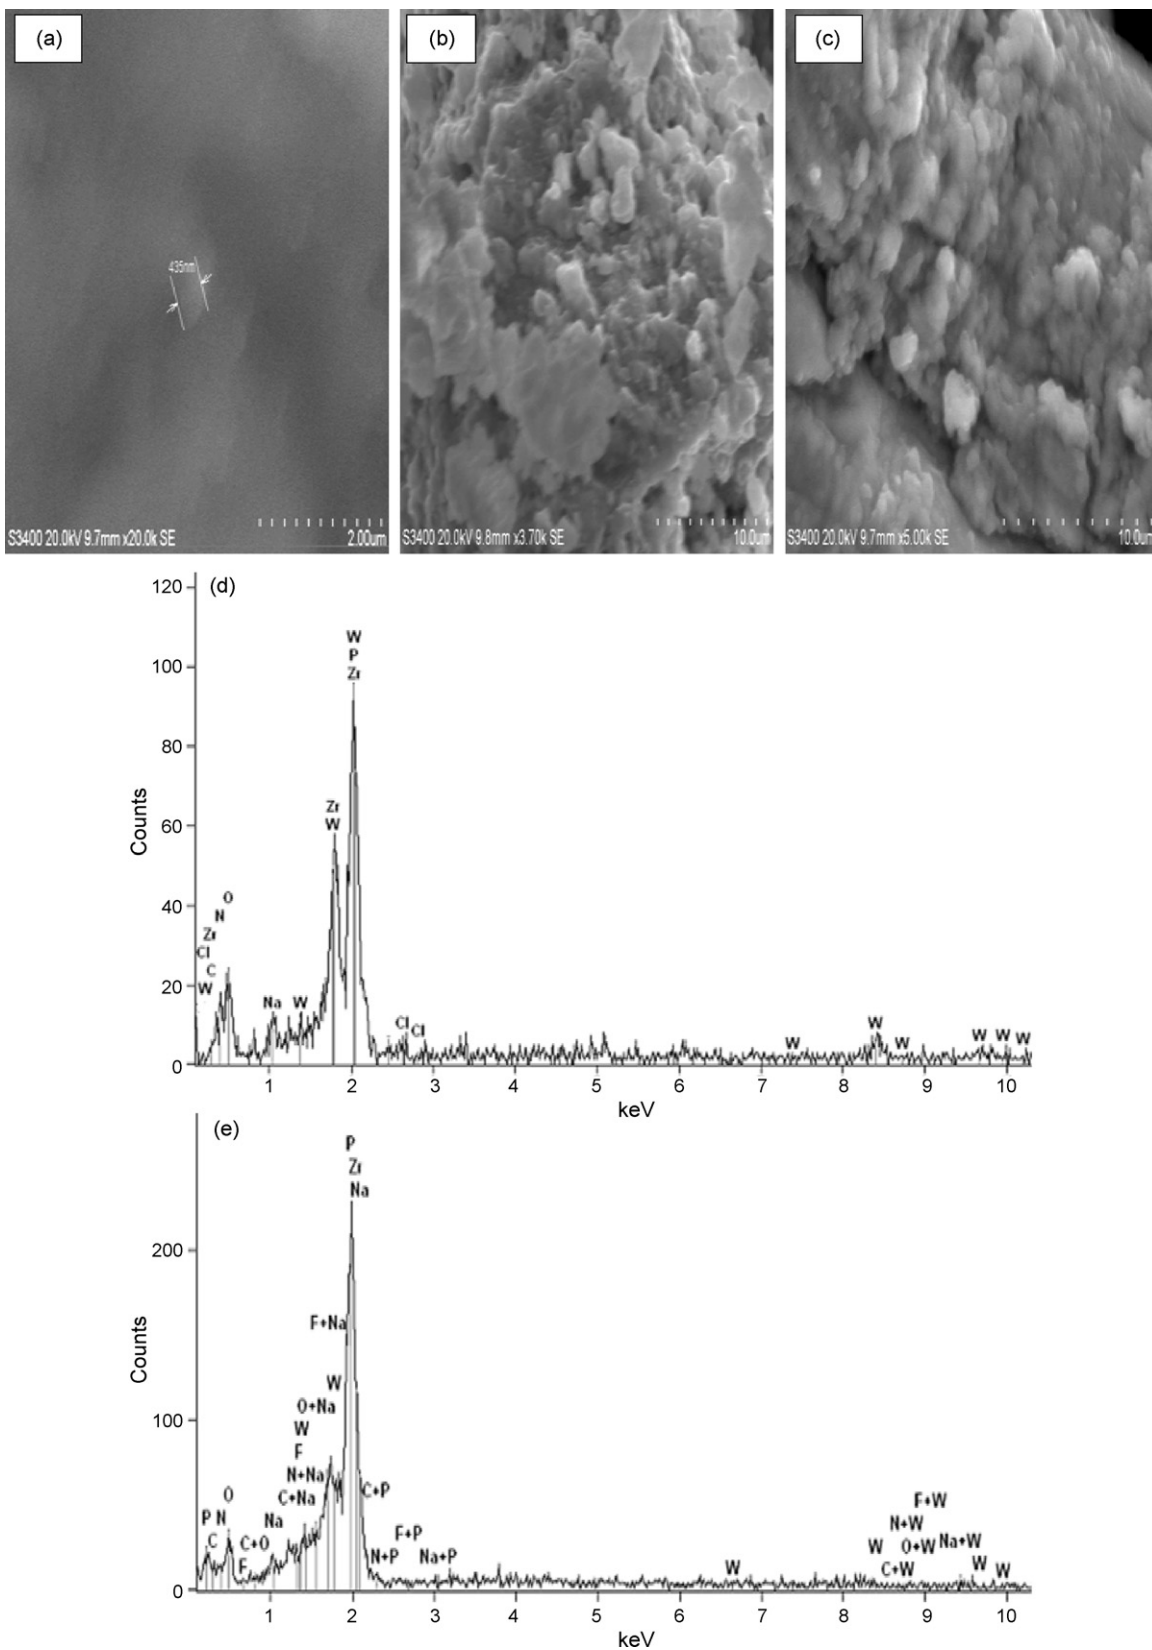 (a)
(b)
(c)
435nm
S3400 20.0kV 9.7mm x20.0k SE
2.00um
S3400 20.0kV 9.8mm x3.70k SE
10.0um
S3400 20.0kV 9.7mm x5.00k SE
10.0um
(d)
120
100
80
60
40
20
0
Counts
W
P
Zr
Zr
W
O
N
Zr
Cl
C
W
Na
W
Cl
Cl
W
W
W
W
W
W
1 2 3 4 5 6 7 8 9 10
keV
(e)
200
100
0
Counts
P
Zr
Na
F+Na
W
O+Na
W
F
N+Na
C+Na
O
P
N
C
C+O
F
Na
C+P
F+P
N+P
Na+P
W
F+W
N+W
W
O+W
Na+W
C+W
W
W
1 2 3 4 5 6 7 8 9 10
keV